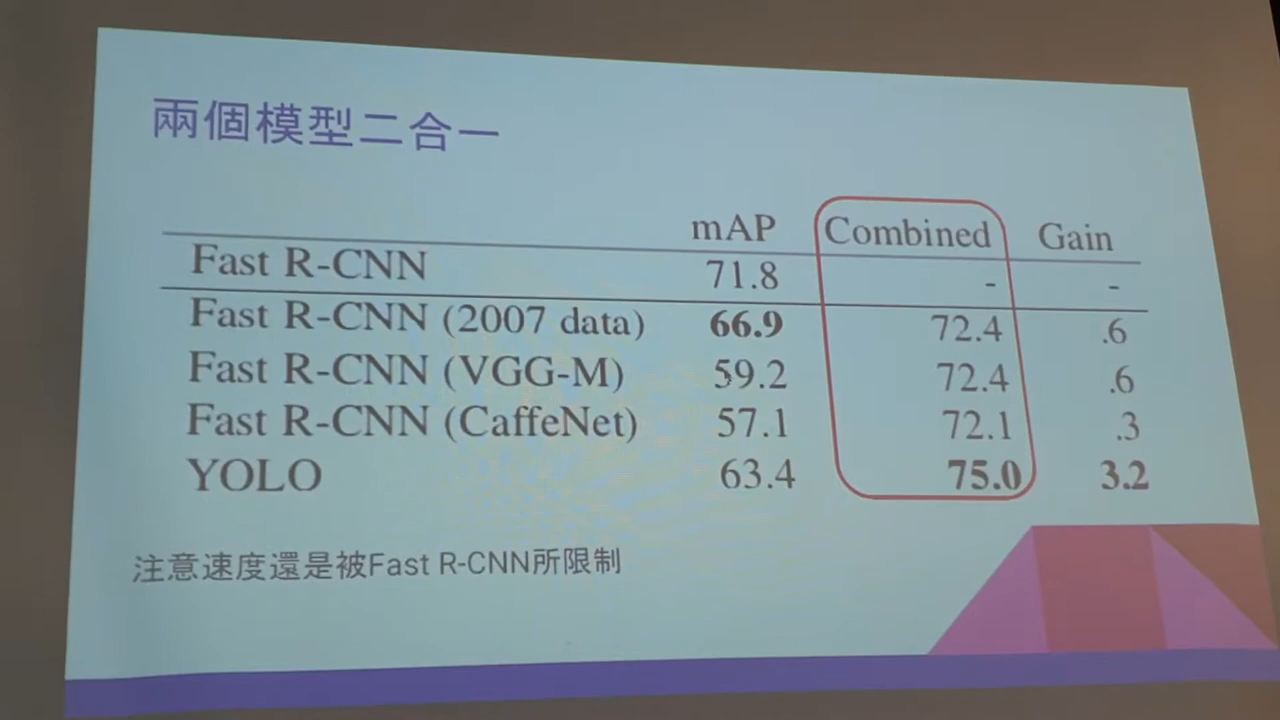 兩個模型二合一
mAP Combined Gain
Fast R-CNN 71.8 - -
Fast R-CNN (2007 data) 66.9 72.4 .6
Fast R-CNN (VGG-M) 59.2 72.4 .6
Fast R-CNN (CaffeNet) 57.1 72.1 .3
YOLO 63.4 75.0 3.2
注意速度還是被Fast R-CNN所限制